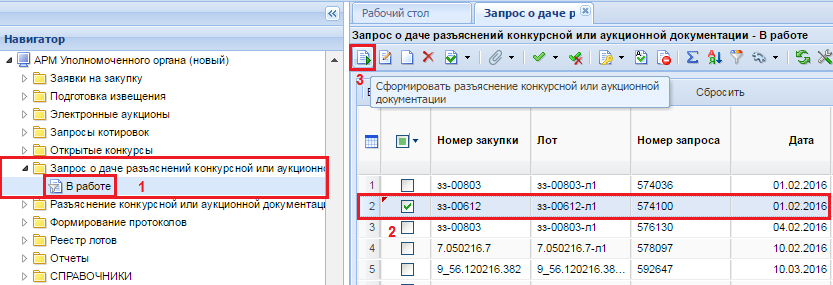 Навигатор
АРМ Уполномоченного органа (новый)
Заявки на закупку
Подготовка извещения
Электронные аукционы
Запросы котировок
Открытые конкурсы
Запрос о даче разъяснений конкурсной или аукционно
В работе
1
Разъяснение конкурсной или аукционной документаци
Формирование протоколов
Реестр лотов
Отчеты
СПРАВОЧНИКИ
Рабочий стол
Запрос о даче р
Запрос о даче разъяснений конкурсной или аукционной документации - В работе
3
Сформировать разъяснение конкурсной или аукционной
документации
Сбросить
Номер закупки Лот Номер запроса Дата
1 зз-00803 зз-00803-л1 574036 01.02.2016
2 зз-00612 зз-00612-л1 574100 01.02.2016
2
3 зз-00803 зз-00803-л1 576130 04.02.2016
4 7.050216.7 7.050216.7-л1 578097 10.02.2016
5 9_56.120216.382 9_56.120216.38... 592647 10.03.2016